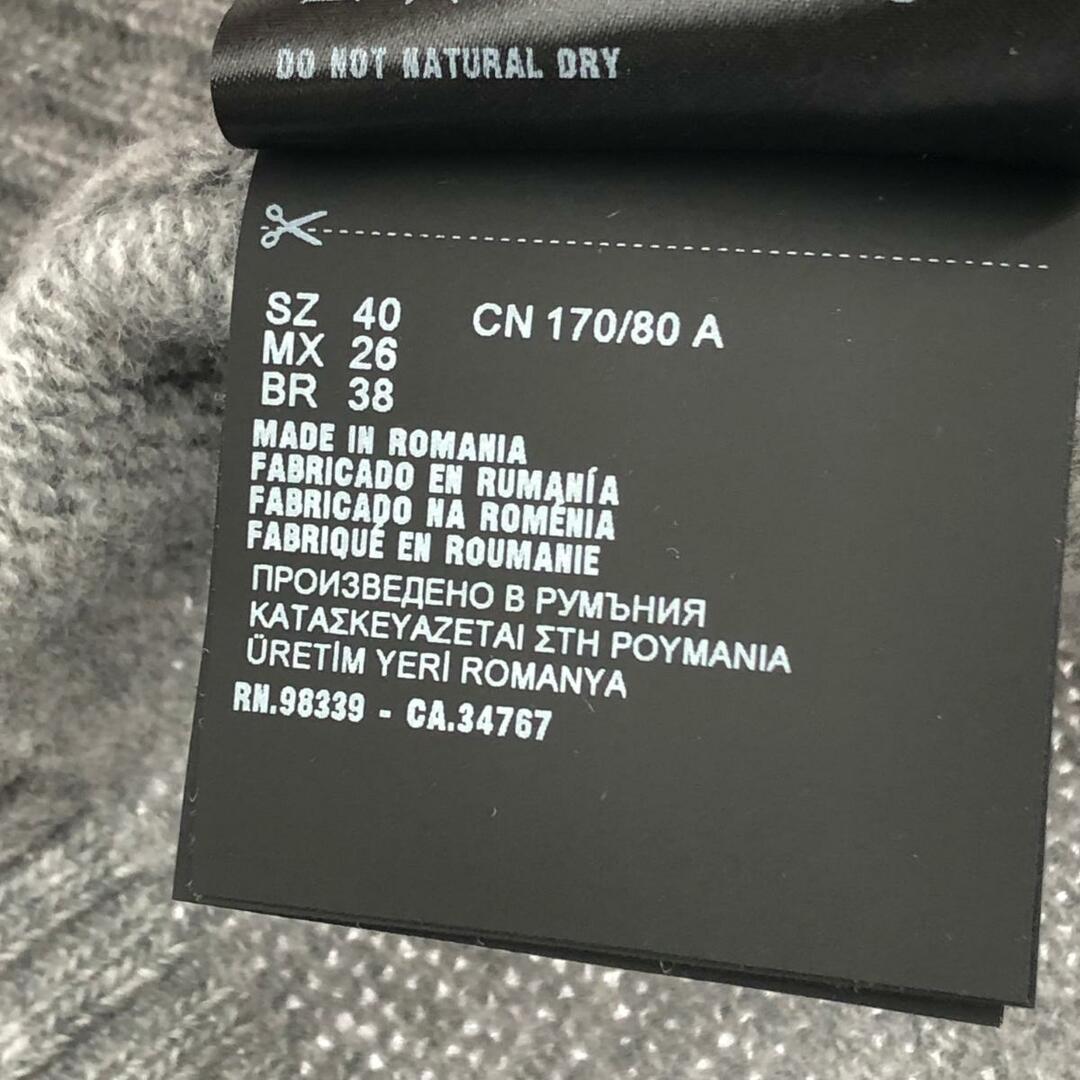 DO NOT NATURAL DRY
SZ 40 CN 170/80 A
MX 26
BR 38
MADE IN ROMANIA
FABRICADO EN RUMANÍA
FABRICADO NA ROMÉNIA
FABRIQUÉ EN ROUMANIE
ПРОИЗВЕДЕНО В РУМЪНИЯ
ΚΑΤΑΣΚΕΥΑΖΕΤΑΙ ΣΤΗ ΡΟΥΜΑΝΙΑ
ÜRETİM YERİ ROMANYA
RN.98339 - CA.34767